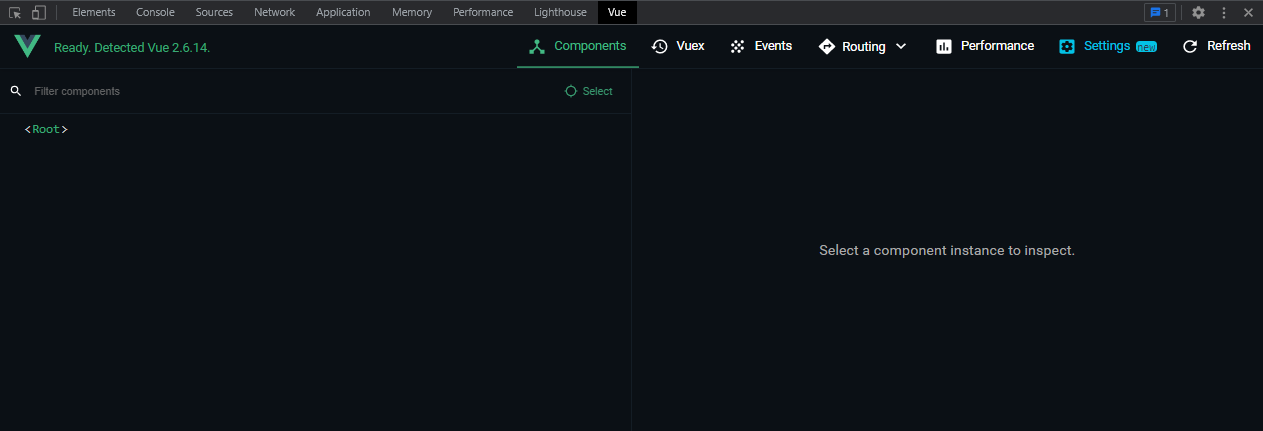 Elements Console Sources Network Application Memory Performance Lighthouse Vue 1
Ready. Detected Vue 2.6.14. Components Vuex Events Routing Performance Settings new Refresh
Filter components Select
<Root>
Select a component instance to inspect.